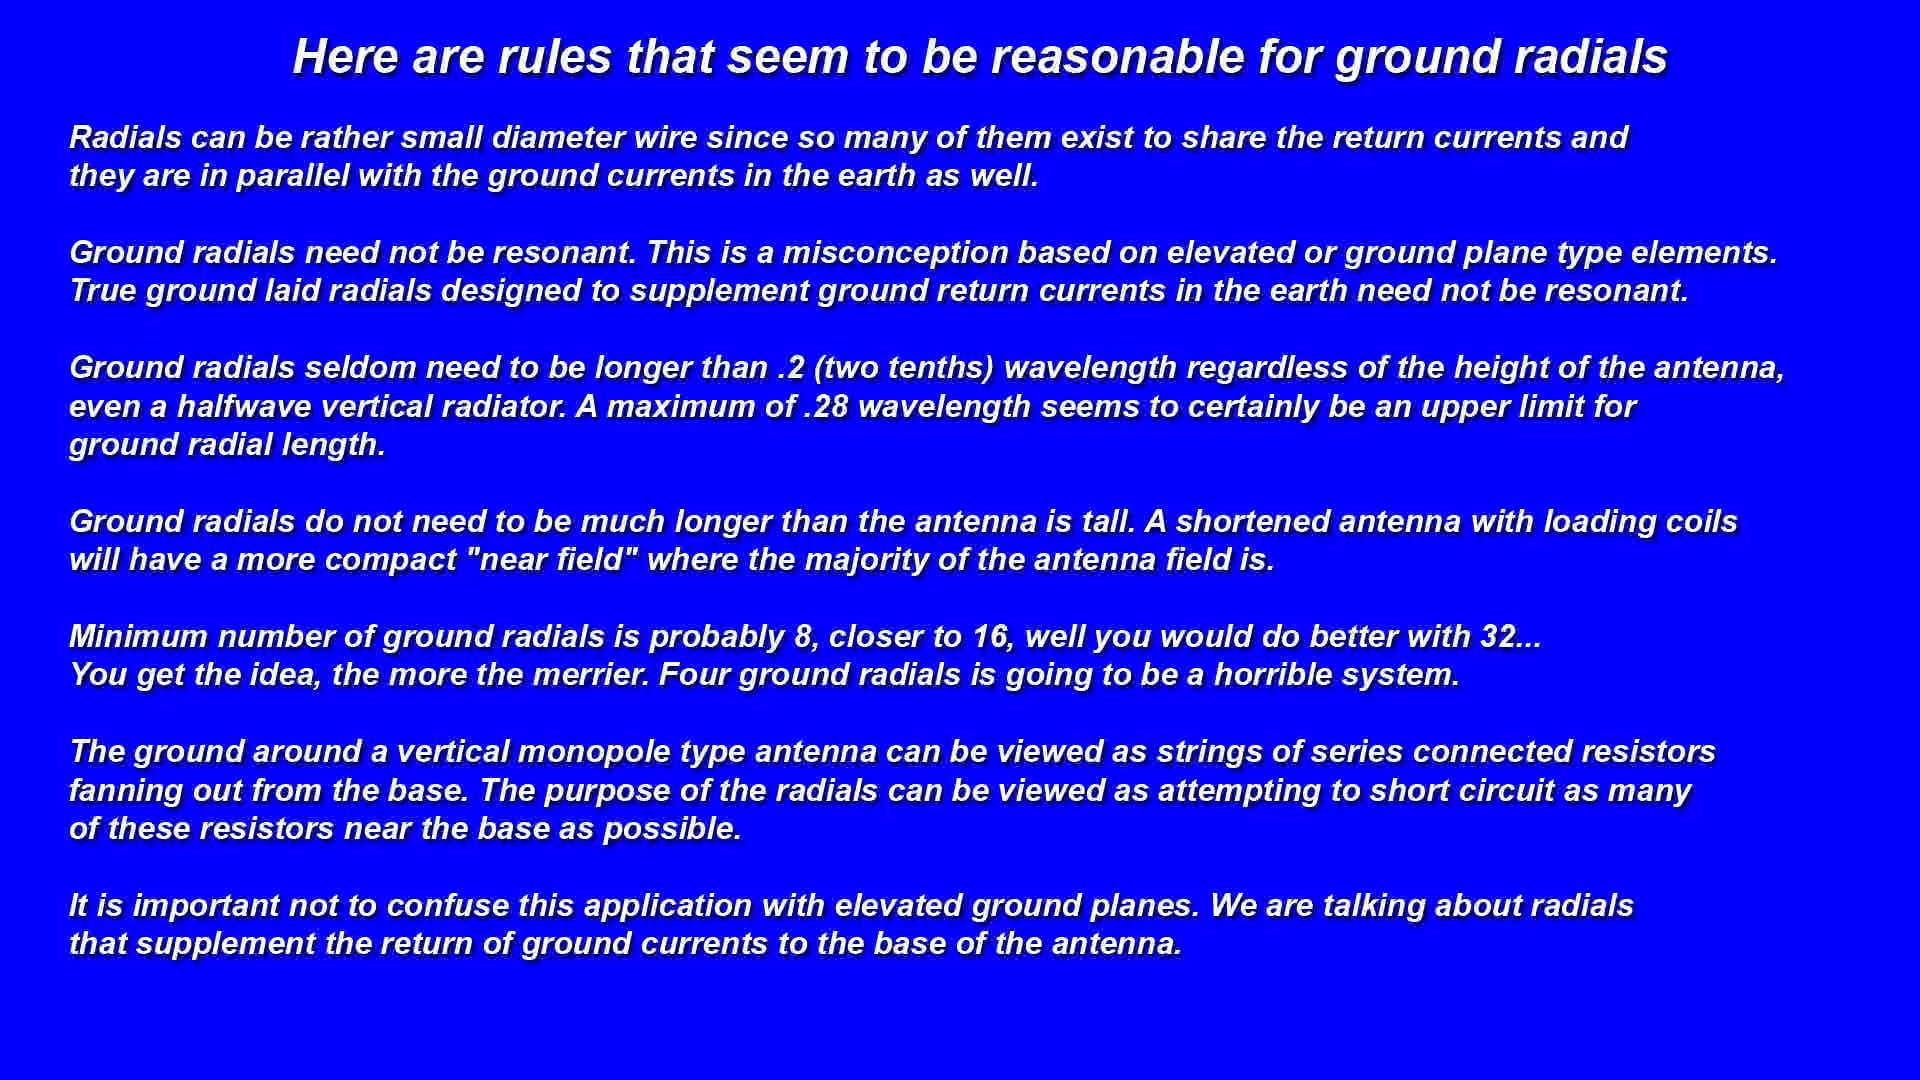 Here are rules that seem to be reasonable for ground radials
Radials can be rather small diameter wire since so many of them exist to share the return currents and
they are in parallel with the ground currents in the earth as well.
Ground radials need not be resonant. This is a misconception based on elevated or ground plane type elements.
True ground laid radials designed to supplement ground return currents in the earth need not be resonant.
Ground radials seldom need to be longer than .2 (two tenths) wavelength regardless of the height of the antenna,
even a halfwave vertical radiator. A maximum of .28 wavelength seems to certainly be an upper limit for
ground radial length.
Ground radials do not need to be much longer than the antenna is tall. A shortened antenna with loading coils
will have a more compact "near field" where the majority of the antenna field is.
Minimum number of ground radials is probably 8, closer to 16, well you would do better with 32...
You get the idea, the more the merrier. Four ground radials is going to be a horrible system.
The ground around a vertical monopole type antenna can be viewed as strings of series connected resistors
fanning out from the base. The purpose of the radials can be viewed as attempting to short circuit as many
of these resistors near the base as possible.
It is important not to confuse this application with elevated ground planes. We are talking about radials
that supplement the return of ground currents to the base of the antenna.